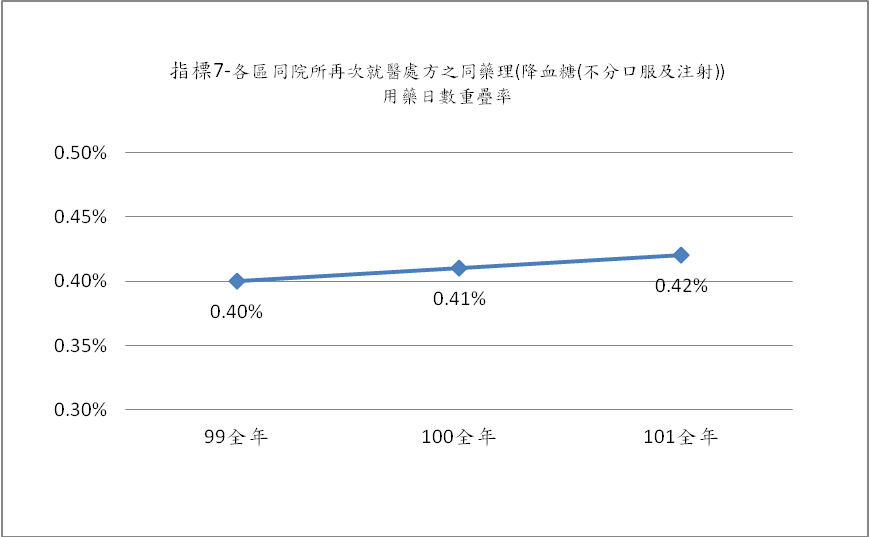 指標7-各區同院所再次就醫處方之同藥理(降血糖(不分口服及注射))
用藥日數重疊率
0.50%
0.45%
0.40%
0.35%
0.30%
0.40%
0.41%
0.42%
99全年
100全年
101全年